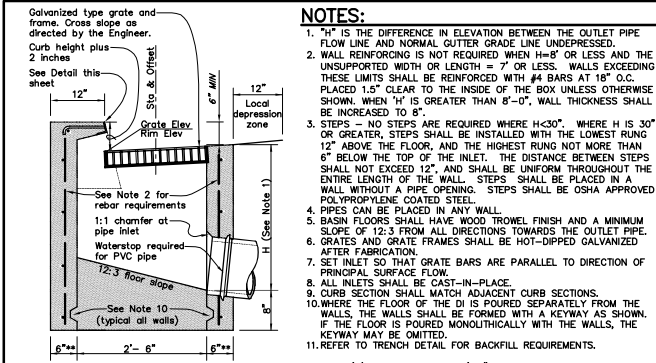 Galvanized type grate and
frame. Cross slope as
directed by the Engineer.
Curb height plus
2 inches
See Detail this
sheet
12"
Sta & Offset
6" MIN
12"
Local
depression
zone
Grate Elev
Rim Elev
See Note 2 for
rebar requirements
1:1 chamfer at
pipe inlet
Waterstop required
for PVC pipe
12:3 floor slope
H (See Note 1)
8"
See Note 10
(typical all walls)
6"**
2'- 6"
6"**
NOTES:
1. "H" IS THE DIFFERENCE IN ELEVATION BETWEEN THE OUTLET PIPE
FLOW LINE AND NORMAL GUTTER GRADE LINE UNDEPRESSED.
2. WALL REINFORCING IS NOT REQUIRED WHEN H=8' OR LESS AND THE
UNSUPPORTED WIDTH OR LENGTH = 7' OR LESS. WALLS EXCEEDING
THESE LIMITS SHALL BE REINFORCED WITH #4 BARS AT 18" O.C.
PLACED 1.5" CLEAR TO THE INSIDE OF THE BOX UNLESS OTHERWISE
SHOWN. WHEN 'H' IS GREATER THAN 8'-0", WALL THICKNESS SHALL
BE INCREASED TO 8".
3. STEPS – NO STEPS ARE REQUIRED WHERE H<30". WHERE H IS 30"
OR GREATER, STEPS SHALL BE INSTALLED WITH THE LOWEST RUNG
12" ABOVE THE FLOOR, AND THE HIGHEST RUNG NOT MORE THAN
6" BELOW THE TOP OF THE INLET. THE DISTANCE BETWEEN STEPS
SHALL NOT EXCEED 12", AND SHALL BE UNIFORM THROUGHOUT THE
ENTIRE LENGTH OF THE WALL. STEPS SHALL BE PLACED IN A
WALL WITHOUT A PIPE OPENING. STEPS SHALL BE OSHA APPROVED
POLYPROPYLENE COATED STEEL.
4. PIPES CAN BE PLACED IN ANY WALL.
5. BASIN FLOORS SHALL HAVE WOOD TROWEL FINISH AND A MINIMUM
SLOPE OF 12:3 FROM ALL DIRECTIONS TOWARDS THE OUTLET PIPE.
6. GRATES AND GRATE FRAMES SHALL BE HOT-DIPPED GALVANIZED
AFTER FABRICATION.
7. SET INLET SO THAT GRATE BARS ARE PARALLEL TO DIRECTION OF
PRINCIPAL SURFACE FLOW.
8. ALL INLETS SHALL BE CAST-IN-PLACE.
9. CURB SECTION SHALL MATCH ADJACENT CURB SECTIONS.
10. WHERE THE FLOOR OF THE DI IS POURED SEPARATELY FROM THE
WALLS, THE WALLS SHALL BE FORMED WITH A KEYWAY AS SHOWN.
IF THE FLOOR IS POURED MONOLITHICALLY WITH THE WALLS, THE
KEYWAY MAY BE OMITTED.
11. REFER TO TRENCH DETAIL FOR BACKFILL REQUIREMENTS.